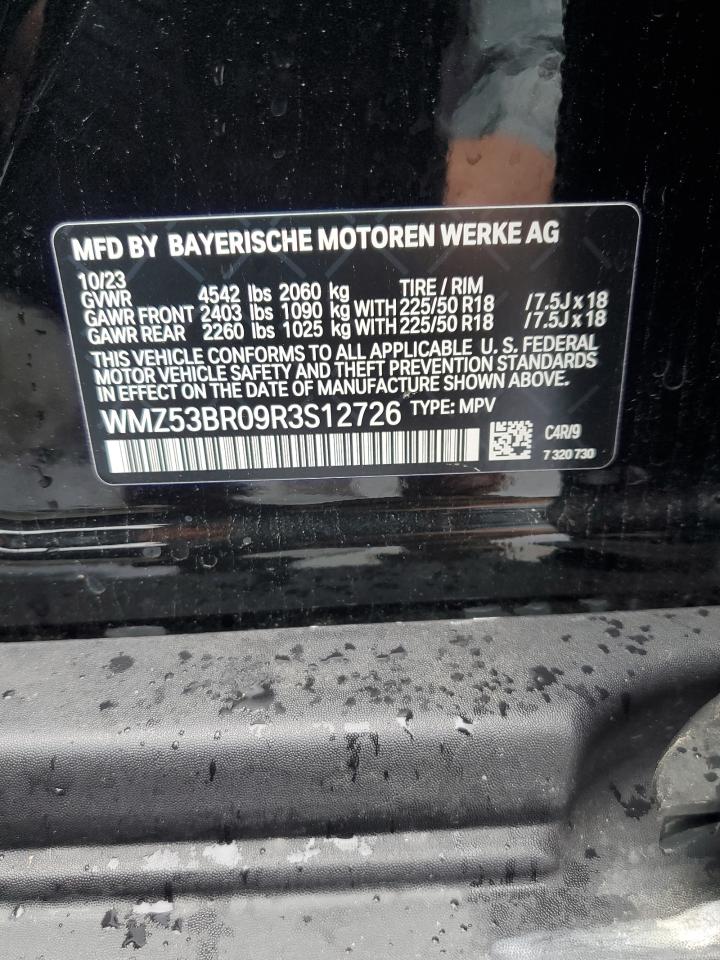 MFD BY BAYERISCHE MOTOREN WERKE AG
10/23 TIRE / RIM
GVWR 4542 lbs 2060 kg
GAWR FRONT 2403 lbs 1090 kg WITH 225/50 R18 /7.5J x 18
GAWR REAR 2260 lbs 1025 kg WITH 225/50 R18 /7.5J x 18
THIS VEHICLE CONFORMS TO ALL APPLICABLE U.S. FEDERAL
MOTOR VEHICLE SAFETY AND THEFT PREVENTION STANDARDS
IN EFFECT ON THE DATE OF MANUFACTURE SHOWN ABOVE.
WMZ53BR09R3S12726 TYPE: MPV
C4R/9
7 320 730